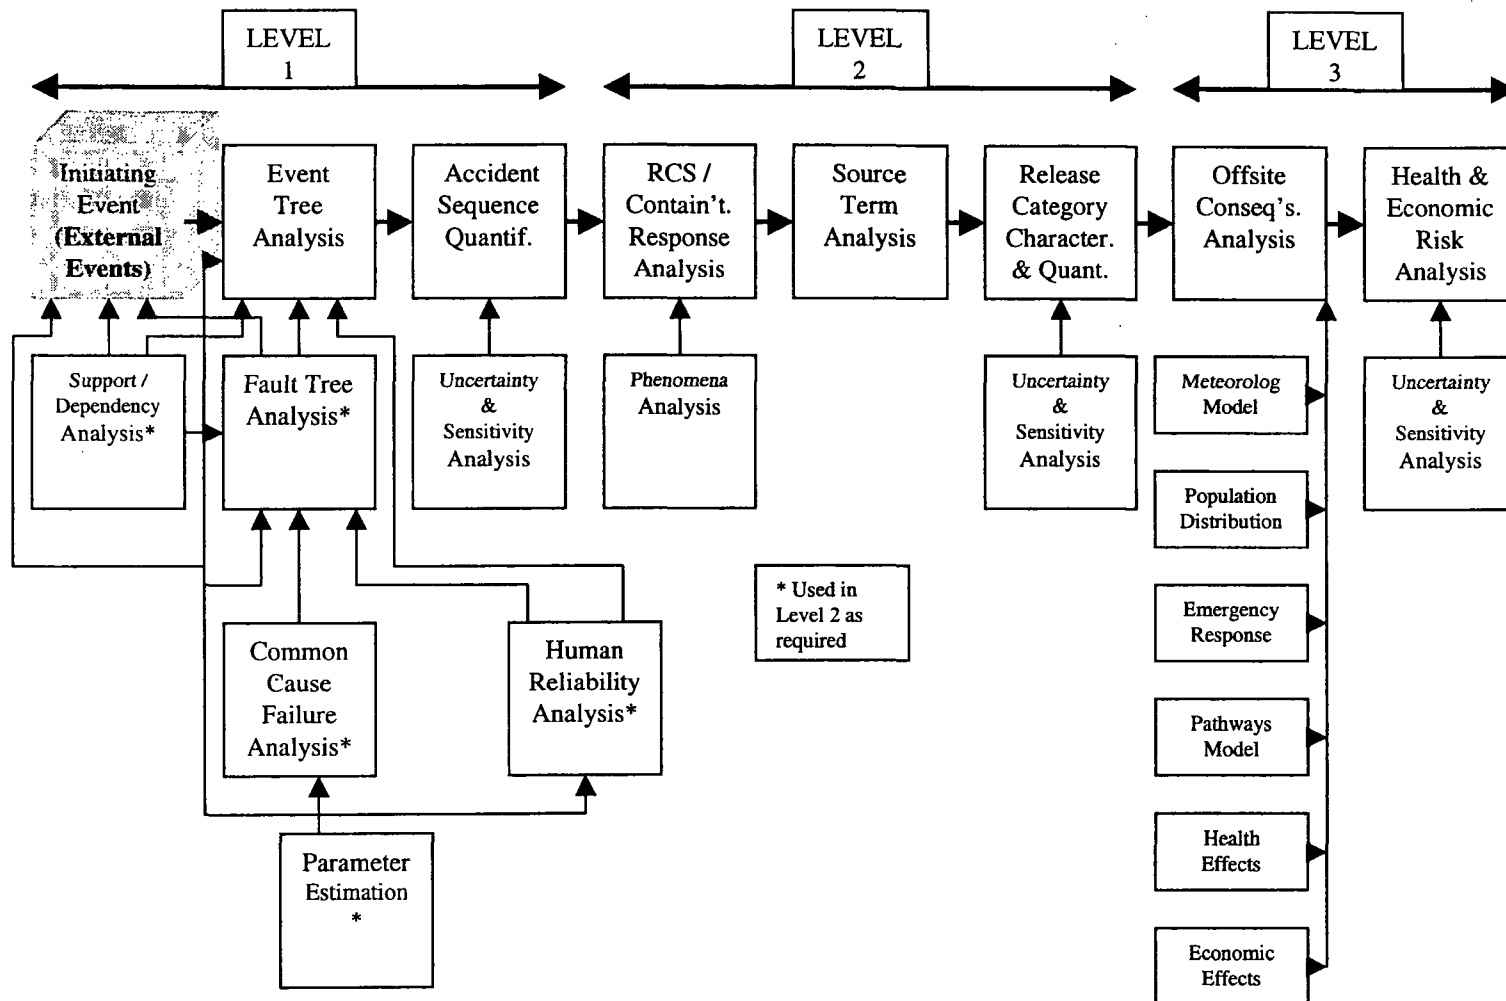 LEVEL
1
LEVEL
2
LEVEL
3
Initiating
Event
(External
Events)
Event
Tree
Analysis
Accident
Sequence
Quantif.
RCS /
Contain't.
Response
Analysis
Source
Term
Analysis
Release
Category
Character.
& Quant.
Offsite
Conseq's.
Analysis
Health &
Economic
Risk
Analysis
Support /
Dependency
Analysis*
Fault Tree
Analysis*
Uncertainty
&
Sensitivity
Analysis
Phenomena
Analysis
Uncertainty
&
Sensitivity
Analysis
Meteorolog
Model
Uncertainty
&
Sensitivity
Analysis
Population
Distribution
* Used in
Level 2 as
required
Emergency
Response
Common
Cause
Failure
Analysis*
Human
Reliability
Analysis*
Pathways
Model
Parameter
Estimation
*
Health
Effects
Economic
Effects